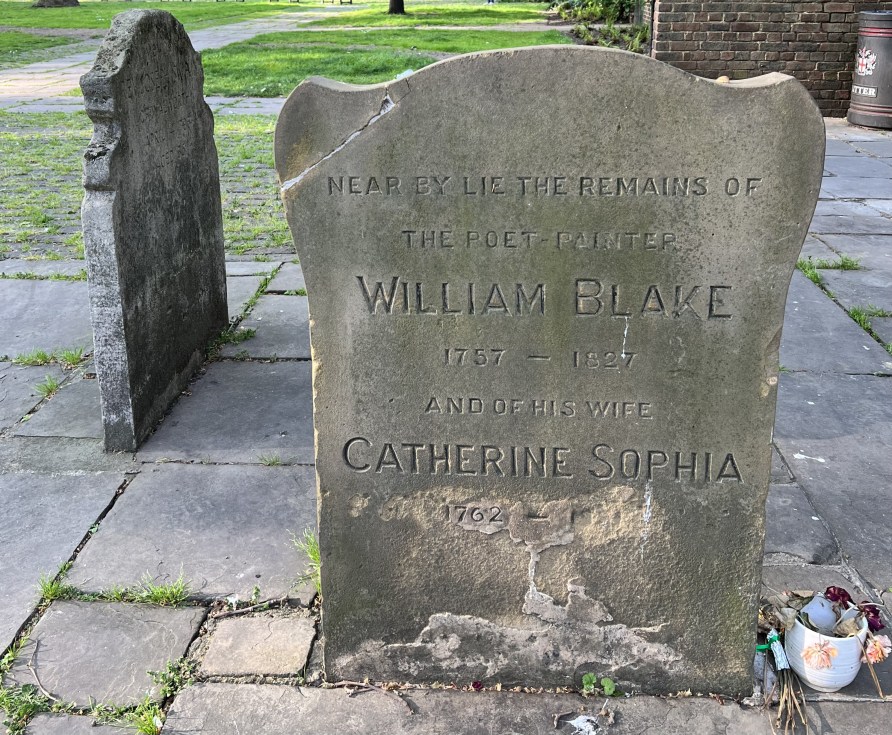 NEAR BY LIE THE REMAINS OF
THE POET-PAINTER
WILLIAM BLAKE
1757 – 1827
AND OF HIS WIFE
CATHERINE SOPHIA
1762 – 1